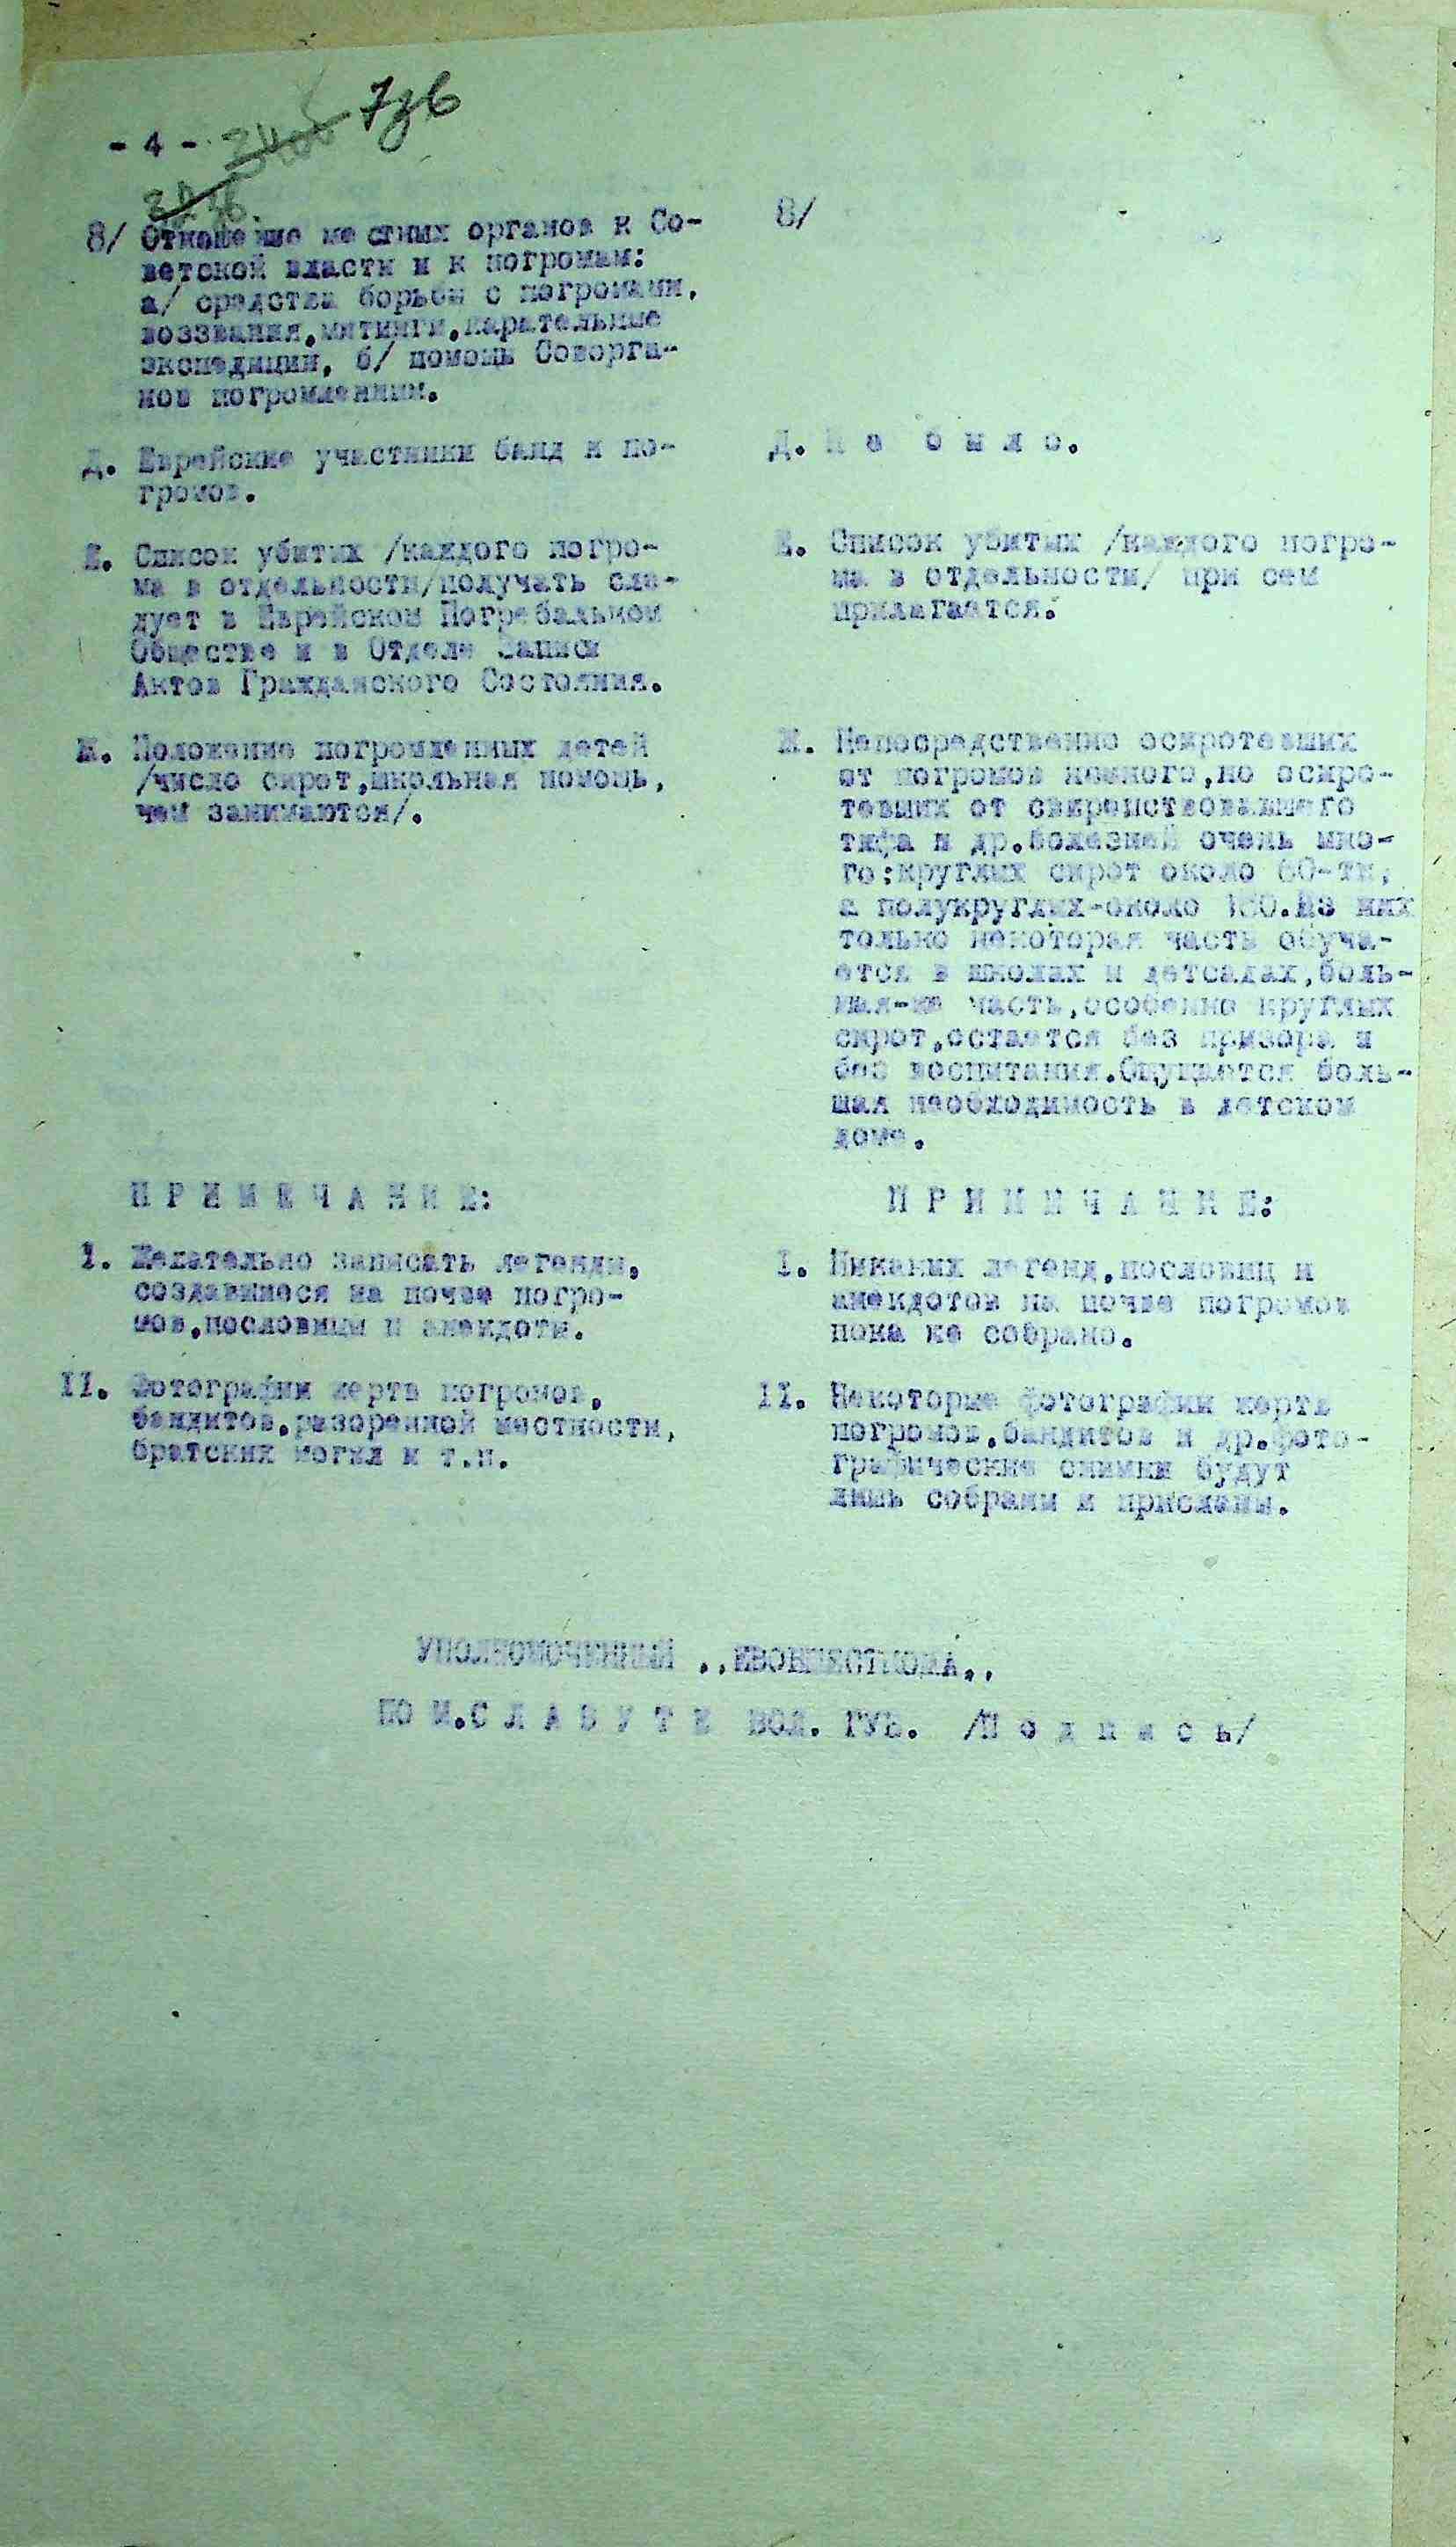 - 4 -
8/ Отношение местных органов к Со-
ветской власти и к погромам:
а/ средства борьбы с погромами,
воззвания,митинги,карательные
экспедиции, б/ помощь Соворга-
нов погромленным.
Д. Еврейские участники банд и по-
громов.
Е. Список убитых /каждого погро-
ма в отдельности/получать сле-
дует в Еврейском Погребальном
Обществе и в Отделе Записи
Актов Гражданского Состояния.
Ж. Положение погромленных детей
/число сирот,школьная помощь,
чем занимаются/.
П Р И М Е Ч А Н И Е:
I. Желательно записать легенды,
создавшиеся на почве погро-
мов,пословицы и анекдоты.
II. Фотографии жертв погромов,
бандитов,разоренной местности,
братских могил и т.п.
8/
Д. Н е  б ы л о.
Е. Список убитых /каждого погро-
ма в отдельности/ при сем
прилагается.
Ж. Непосредственно осиротевших
от погромов немного,но осиро-
тевших от свирепствовавшего
тифа и др.болезней очень мно-
го:круглых сирот около 60-ти,
а полукруглых-около Из них
только некоторая часть обуча-
ется в школах и детсадах,боль-
шая-же часть,особенно круглых
сирот,остается без призора и
без воспитания.Ощущается боль-
шая необходимость в детском
доме.
П Р И М Е Ч А Н И Е:
I. Никаких легенд,пословиц и
анекдотов на почве погромов
пока не собрано.
II. Некоторые фотографии жертв
погромов,бандитов и др.фото-
графические снимки будут
лишь собраны и присланы.
УПОЛНОМОЧЕННЫЙ ,,ЕВОБЩЕСТКОМА,,
ПО М.С Л А В У Т Е ВОЛ. ГУБ. /П о д п и с ь/